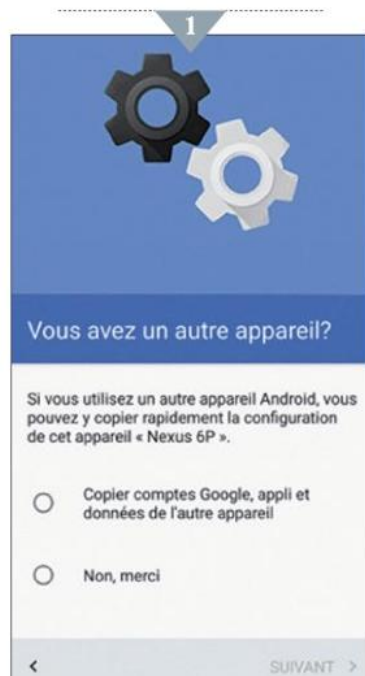 1
Vous avez un autre appareil?
Si vous utilisez un autre appareil Android, vous
pouvez y copier rapidement la configuration
de cet appareil « Nexus 6P ».
Copier comptes Google, appli et
données de l'autre appareil
Non, merci
< SUIVANT >